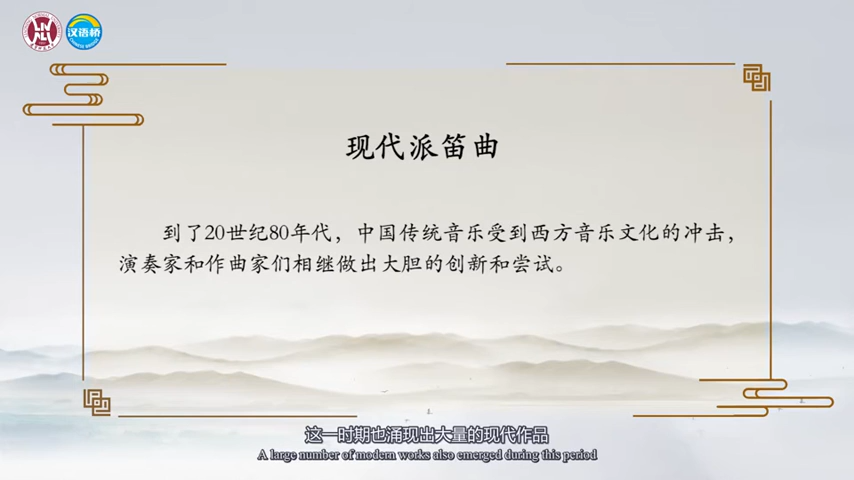 汉语桥
CHINESE BRIDGE
现代派笛曲
到了20世纪80年代，中国传统音乐受到西方音乐文化的冲击，
演奏家和作曲家们相继做出大胆的创新和尝试。
这一时期也涌现出大量的现代作品
A large number of modern works also emerged during this period